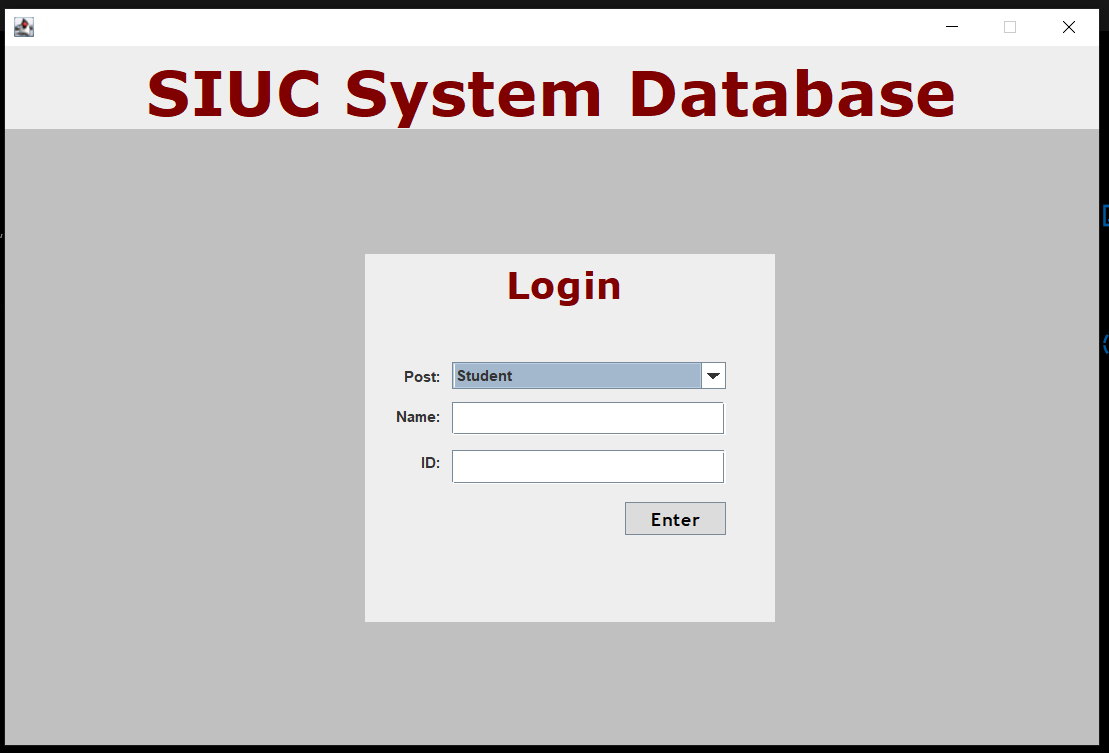 SIUC System Database
Login
Post: Student
Name:
ID:
Enter